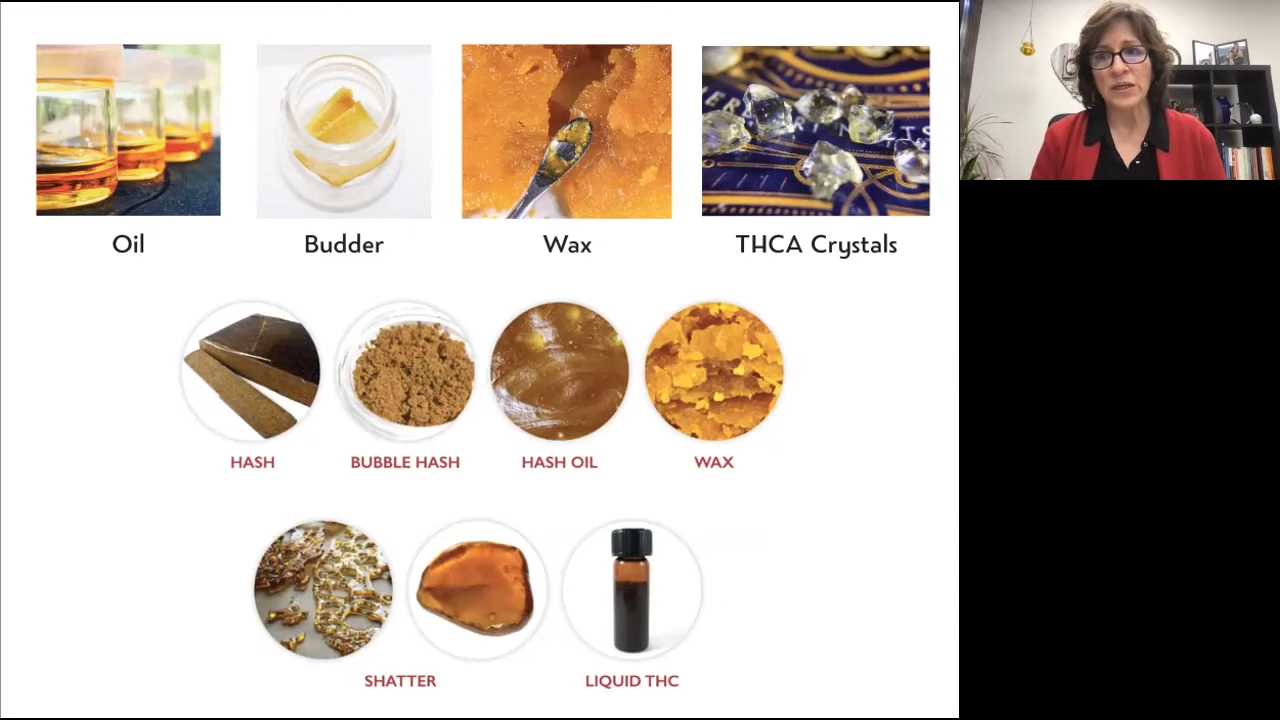 Oil
Budder
Wax
THCA Crystals
HASH
BUBBLE HASH
HASH OIL
WAX
SHATTER
LIQUID THC